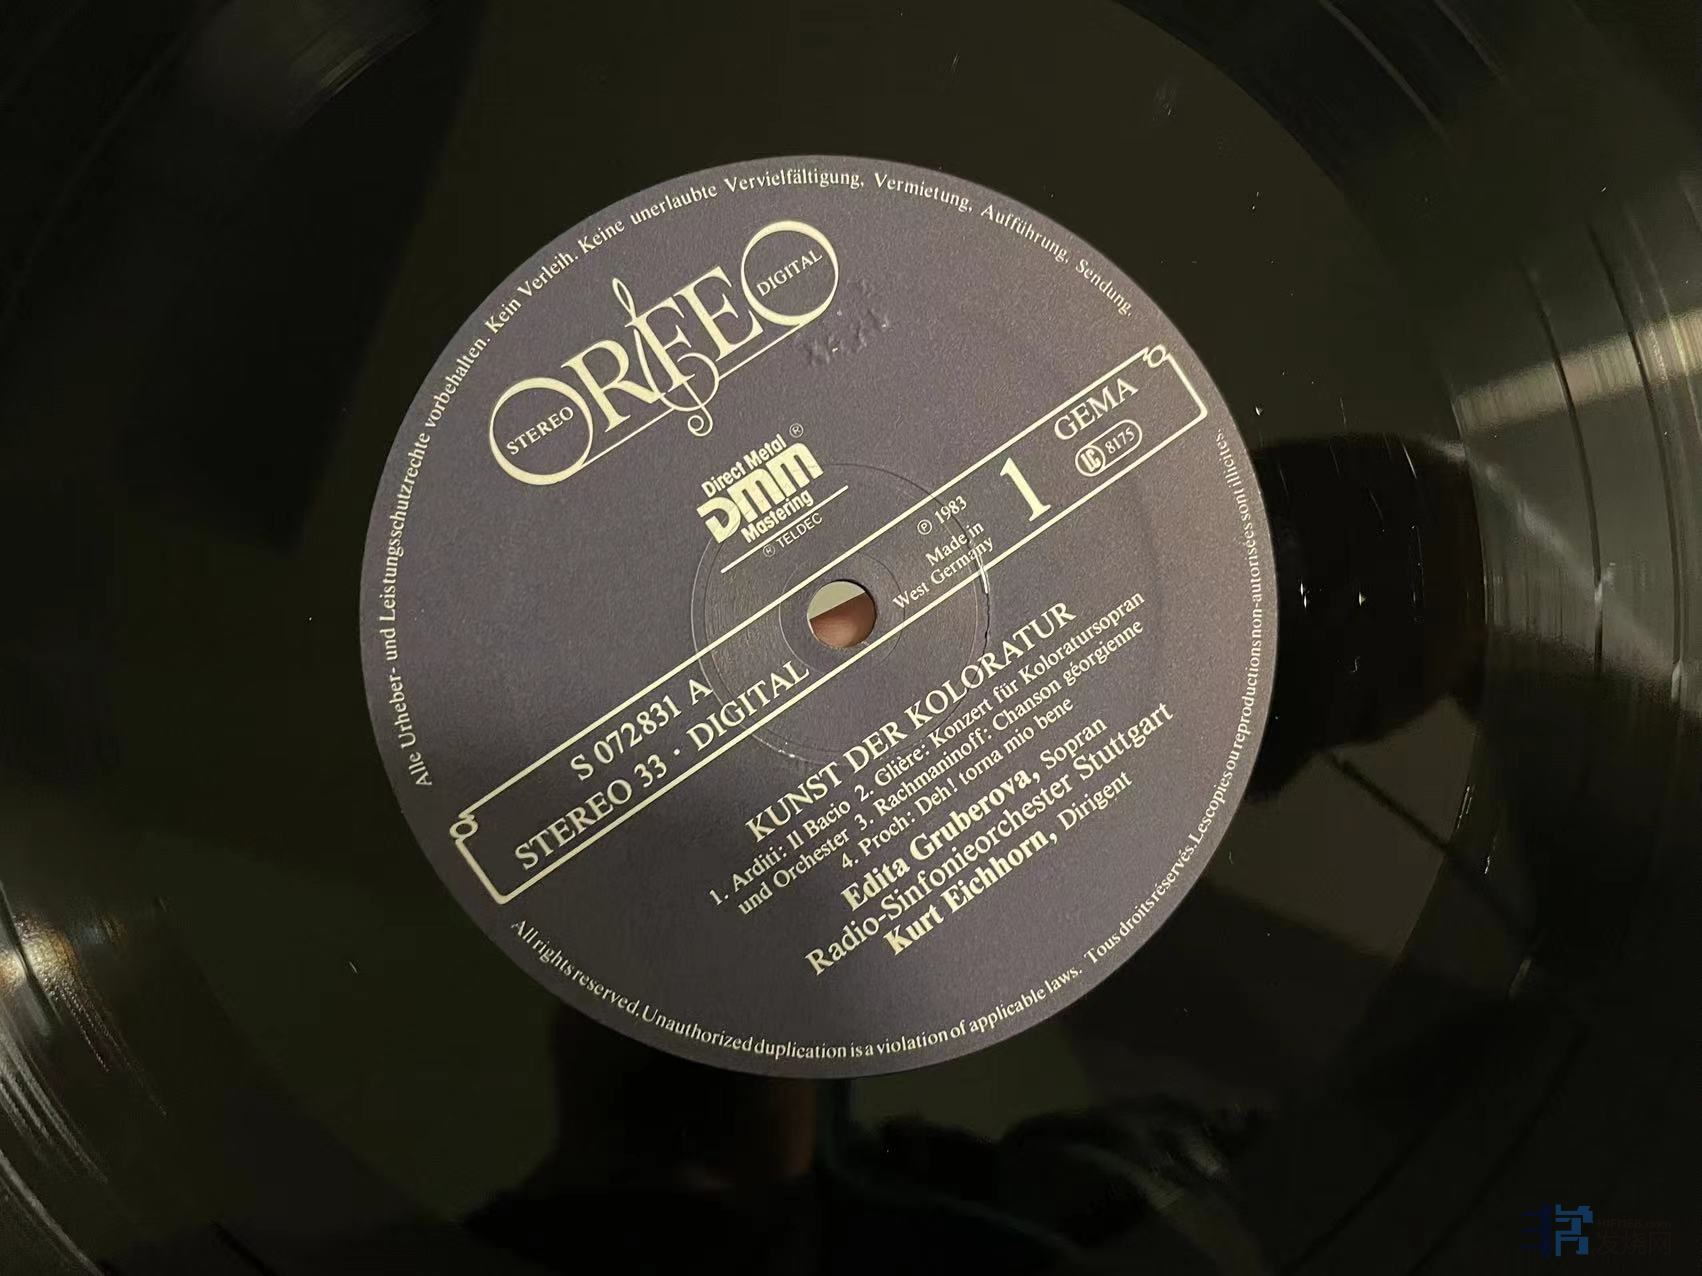 Alle Urheber- und Leistungsschutzrechte vorbehalten. Kein Verleih. Keine unerlaubte Vervielfältigung, Vermietung, Aufführung, Sendung.
ORFEO
STEREO
DIGITAL
Direct Metal
DMM
Mastering
® TELDEC
S 072831 A
STEREO 33 · DIGITAL
℗ 1983
Made in
West Germany
1
GEMA
LC 8175
KUNST DER KOLORATUR
1. Arditi: Il Bacio 2. Glière: Konzert für Koloratursopran
und Orchester 3. Rachmaninoff: Chanson géorgienne
4. Proch: Deh! torna mio bene
Edita Gruberova, Sopran
Radio-Sinfonieorchester Stuttgart
Kurt Eichhorn, Dirigent
All rights reserved. Unauthorized duplication is a violation of applicable laws. Tous droits réservés. Les copies ou reproductions non-autorisées sont illicites.
发烧网